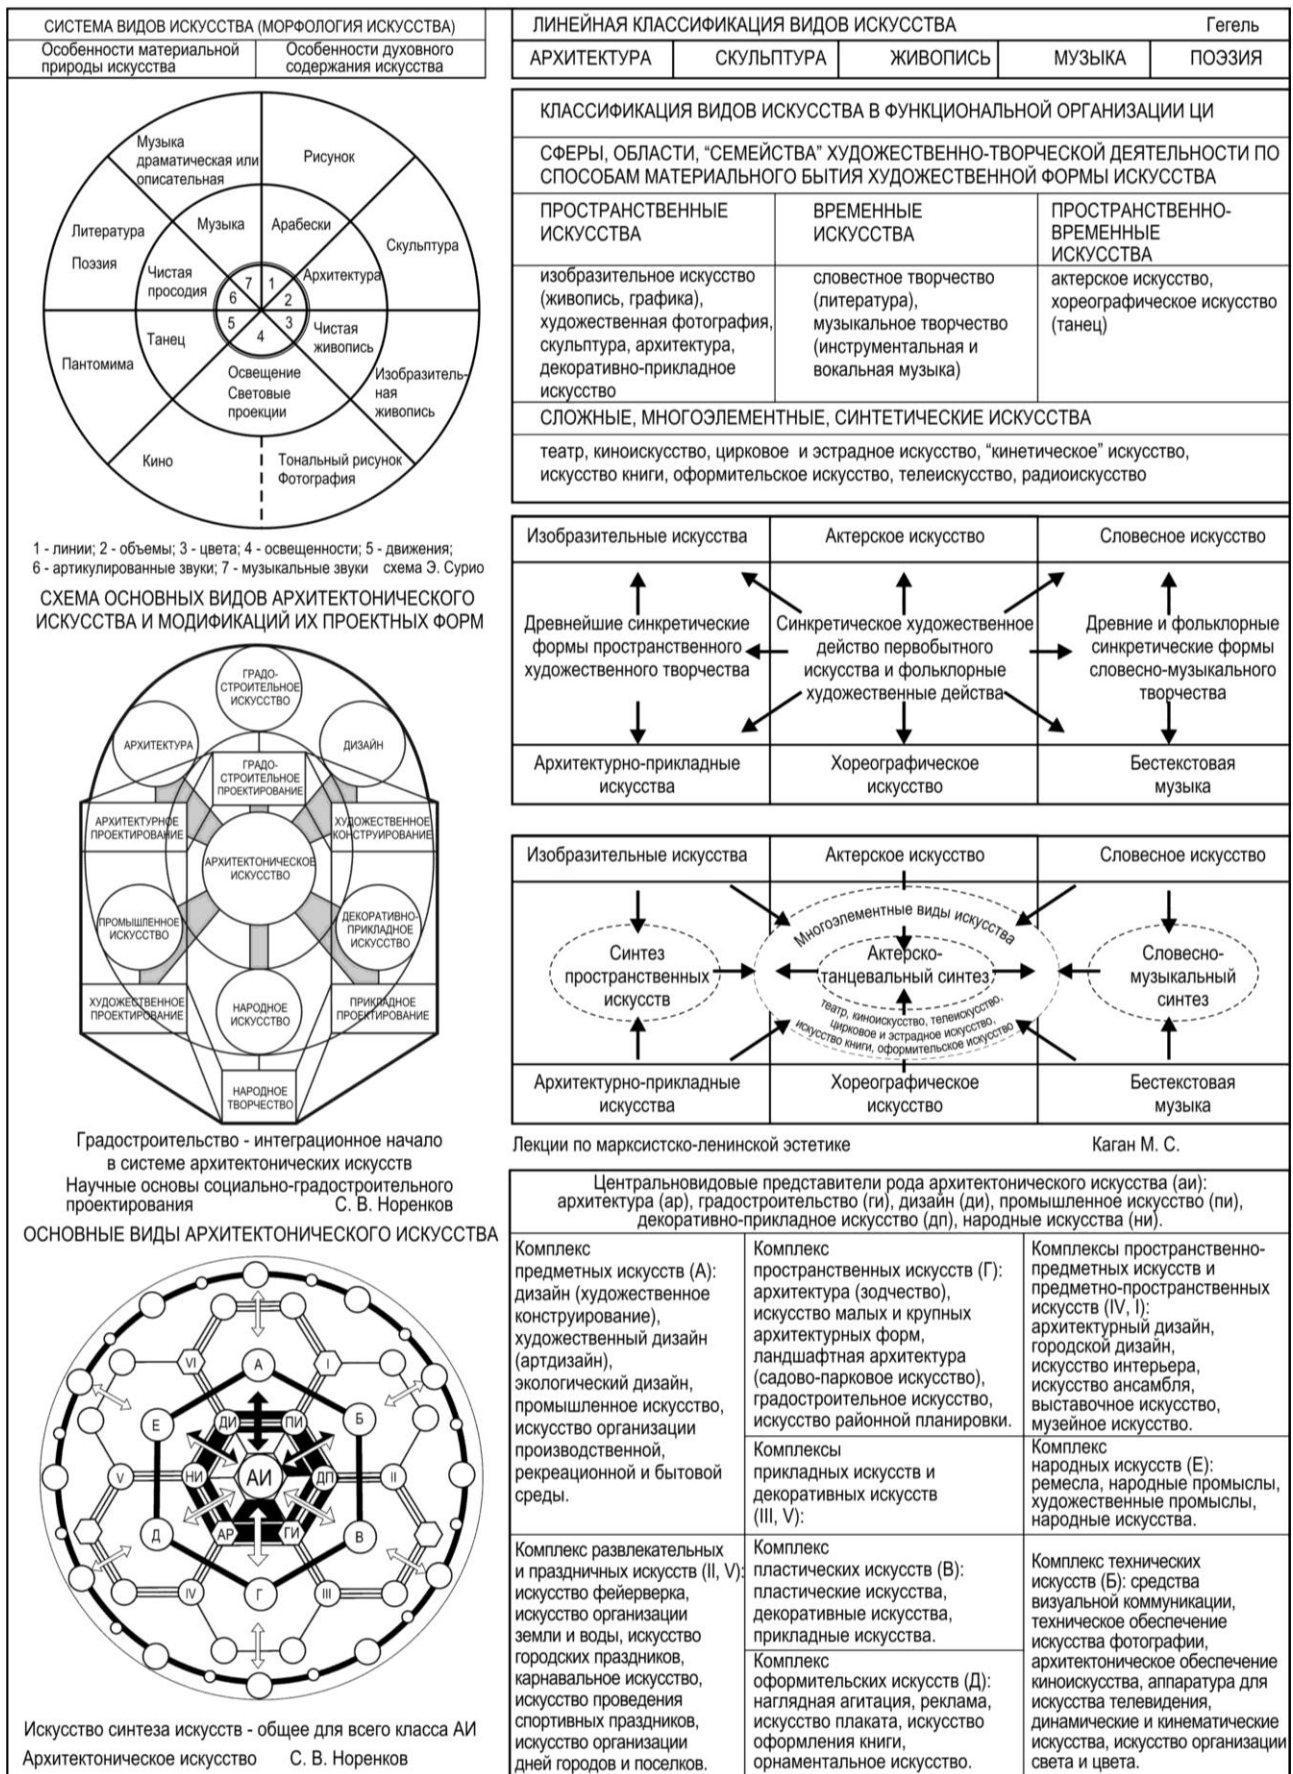 СИСТЕМА ВИДОВ ИСКУССТВА (МОРФОЛОГИЯ ИСКУССТВА)
Особенности материальной
природы искусства
Особенности духовного
содержания искусства
Музыка
драматическая или
описательная
Рисунок
Литература
Поэзия
Музыка
Арабески
Скульптура
Чистая
просодия
Архитектура
7
1
6
2
5
3
4
Танец
Чистая
живопись
Пантомима
Освещение
Световые
проекции
Изобразитель-
ная
живопись
Кино
Тональный рисунок
Фотография
1 - линии; 2 - объемы; 3 - цвета; 4 - освещенности; 5 - движения;
6 - артикулированные звуки; 7 - музыкальные звуки схема Э. Сурио
СХЕМА ОСНОВНЫХ ВИДОВ АРХИТЕКТОНИЧЕСКОГО
ИСКУССТВА И МОДИФИКАЦИЙ ИХ ПРОЕКТНЫХ ФОРМ
ГРАДО-
СТРОИТЕЛЬНОЕ
ИСКУССТВО
АРХИТЕКТУРА
ДИЗАЙН
ГРАДО-
СТРОИТЕЛЬНОЕ
ПРОЕКТИРОВАНИЕ
АРХИТЕКТУРНОЕ
ПРОЕКТИРОВАНИЕ
ХУДОЖЕСТВЕННОЕ
КОНСТРУИРОВАНИЕ
АРХИТЕКТОНИЧЕСКОЕ
ИСКУССТВО
ПРОМЫШЛЕННОЕ
ИСКУССТВО
ДЕКОРАТИВНО-
ПРИКЛАДНОЕ
ИСКУССТВО
ХУДОЖЕСТВЕННОЕ
ПРОЕКТИРОВАНИЕ
НАРОДНОЕ
ИСКУССТВО
ПРИКЛАДНОЕ
ПРОЕКТИРОВАНИЕ
НАРОДНОЕ
ТВОРЧЕСТВО
Градостроительство - интеграционное начало
в системе архитектонических искусств
Научные основы социально-градостроительного
проектирования С. В. Норенков
ОСНОВНЫЕ ВИДЫ АРХИТЕКТОНИЧЕСКОГО ИСКУССТВА
VI
А
I
Е
ДИ
ПИ
Б
V
НИ
АИ
ДП
II
Д
АР
ГИ
В
IV
Г
III
Искусство синтеза искусств - общее для всего класса АИ
Архитектоническое искусство С. В. Норенков
ЛИНЕЙНАЯ КЛАССИФИКАЦИЯ ВИДОВ ИСКУССТВА Гегель
АРХИТЕКТУРА СКУЛЬПТУРА ЖИВОПИСЬ МУЗЫКА ПОЭЗИЯ
КЛАССИФИКАЦИЯ ВИДОВ ИСКУССТВА В ФУНКЦИОНАЛЬНОЙ ОРГАНИЗАЦИИ ЦИ
СФЕРЫ, ОБЛАСТИ, “СЕМЕЙСТВА” ХУДОЖЕСТВЕННО-ТВОРЧЕСКОЙ ДЕЯТЕЛЬНОСТИ ПО
СПОСОБАМ МАТЕРИАЛЬНОГО БЫТИЯ ХУДОЖЕСТВЕННОЙ ФОРМЫ ИСКУССТВА
ПРОСТРАНСТВЕННЫЕ
ИСКУССТВА
ВРЕМЕННЫЕ
ИСКУССТВА
ПРОСТРАНСТВЕННО-
ВРЕМЕННЫЕ
ИСКУССТВА
изобразительное искусство
(живопись, графика),
художественная фотография,
скульптура, архитектура,
декоративно-прикладное
искусство
словестное творчество
(литература),
музыкальное творчество
(инструментальная и
вокальная музыка)
актерское искусство,
хореографическое искусство
(танец)
СЛОЖНЫЕ, МНОГОЭЛЕМЕНТНЫЕ, СИНТЕТИЧЕСКИЕ ИСКУССТВА
театр, киноискусство, цирковое и эстрадное искусство, “кинетическое” искусство,
искусство книги, оформительское искусство, телеискусство, радиоискусство
Изобразительные искусства
Актерское искусство
Словесное искусство
Древнейшие синкретические
формы пространственного
художественного творчества
Синкретическое художественное
действо первобытного
искусства и фольклорные
художественные действа
Древние и фольклорные
синкретические формы
словесно-музыкального
творчества
Архитектурно-прикладные
искусства
Хореографическое
искусство
Бестекстовая
музыка
Изобразительные искусства
Актерское искусство
Словесное искусство
Многоэлементные виды искусства
Синтез
пространственных
искусств
Актерско-
танцевальный синтез
Словесно-
музыкальный
синтез
театр, киноискусство, телеискусство,
цирковое и эстрадное искусство,
искусство книги, оформительское искусство
Архитектурно-прикладные
искусства
Хореографическое
искусство
Бестекстовая
музыка
Лекции по марксистско-ленинской эстетике Каган М. С.
Центральновидовые представители рода архитектонического искусства (аи):
архитектура (ар), градостроительство (ги), дизайн (ди), промышленное искусство (пи),
декоративно-прикладное искусство (дп), народные искусства (ни).
Комплекс
предметных искусств (А):
дизайн (художественное
конструирование),
художественный дизайн
(артдизайн),
экологический дизайн,
промышленное искусство,
искусство организации
производственной,
рекреационной и бытовой
среды.
Комплекс
пространственных искусств (Г):
архитектура (зодчество),
искусство малых и крупных
архитектурных форм,
ландшафтная архитектура
(садово-парковое искусство),
градостроительное искусство,
искусство районной планировки.
Комплексы пространственно-
предметных искусств и
предметно-пространственных
искусств (IV, I):
архитектурный дизайн,
городской дизайн,
искусство интерьера,
искусство ансамбля,
выставочное искусство,
музейное искусство.
Комплексы
прикладных искусств и
декоративных искусств
(III, V):
Комплекс
народных искусств (Е):
ремесла, народные промыслы,
художественные промыслы,
народные искусства.
Комплекс развлекательных
и праздничных искусств (II, V):
искусство фейерверка,
искусство организации
земли и воды, искусство
городских праздников,
карнавальное искусство,
искусство проведения
спортивных праздников,
искусство организации
дней городов и поселков.
Комплекс
пластических искусств (В):
пластические искусства,
декоративные искусства,
прикладные искусства.
Комплекс
оформительских искусств (Д):
наглядная агитация, реклама,
искусство плаката, искусство
оформления книги,
орнаментальное искусство.
Комплекс технических
искусств (Б): средства
визуальной коммуникации,
техническое обеспечение
искусства фотографии,
архитектоническое обеспечение
киноискусства, аппаратура для
искусства телевидения,
динамические и кинематические
искусства, искусство организации
света и цвета.